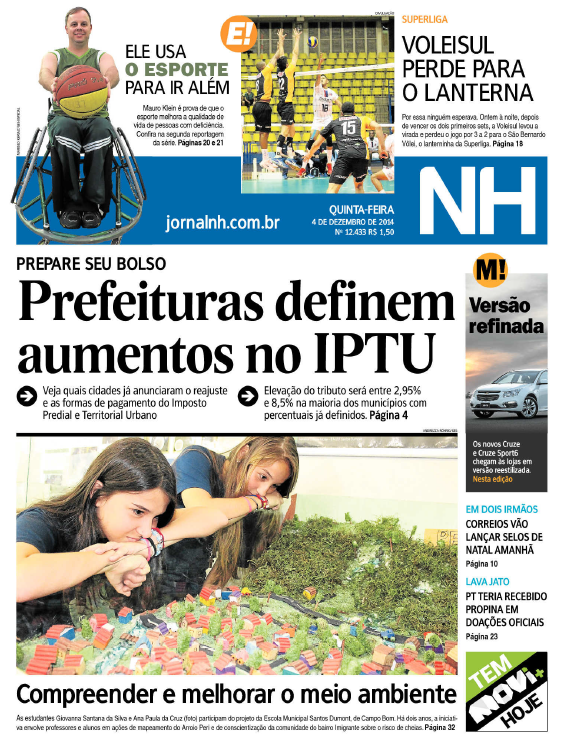 ELE USA
O ESPORTE
PARA IR ALÉM
Mauro Klein é prova de que o
esporte melhora a qualidade de
vida de pessoas com deficiência.
Confira na segunda reportagem
da série. Páginas 20 e 21
E!
DIVULGAÇÃO
15
SUPERLIGA
VOLEISUL
PERDE PARA
O LANTERNA
Por essa ninguém esperava. Ontem à noite, depois
de vencer os dois primeiros sets, a Voleisul levou a
virada e perdeu o jogo por 3 a 2 para o São Bernardo
Vôlei, o lanterninha da Superliga. Página 18
jornalnh.com.br
QUINTA-FEIRA
4 DE DEZEMBRO DE 2014
Nº 12.433 R$ 1,50
NH
PREPARE SEU BOLSO
Prefeituras definem
aumentos no IPTU
Veja quais cidades já anunciaram o reajuste
e as formas de pagamento do Imposto
Predial e Territorial Urbano
Elevação do tributo será entre 2,95%
e 8,5% na maioria dos municípios com
percentuais já definidos. Página 4
M!
Versão
refinada
Os novos Cruze
e Cruze Sport6
chegam às lojas em
versão reestilizada.
Nesta edição
EM DOIS IRMÃOS
CORREIOS VÃO
LANÇAR SELOS DE
NATAL AMANHÃ
Página 10
LAVA JATO
PT TERIA RECEBIDO
PROPINA EM
DOAÇÕES OFICIAIS
Página 23
TEM
NOVI+
HOJE
Compreender e melhorar o meio ambiente
As estudantes Giovanna Santana da Silva e Ana Paula da Cruz (foto) participam do projeto da Escola Municipal Santos Dumont, de Campo Bom. Há dois anos, a iniciati-
va envolve professores e alunos em ações de mapeamento do Arroio Peri e de conscientização da comunidade do bairro Imigrante sobre o risco de cheias. Página 32